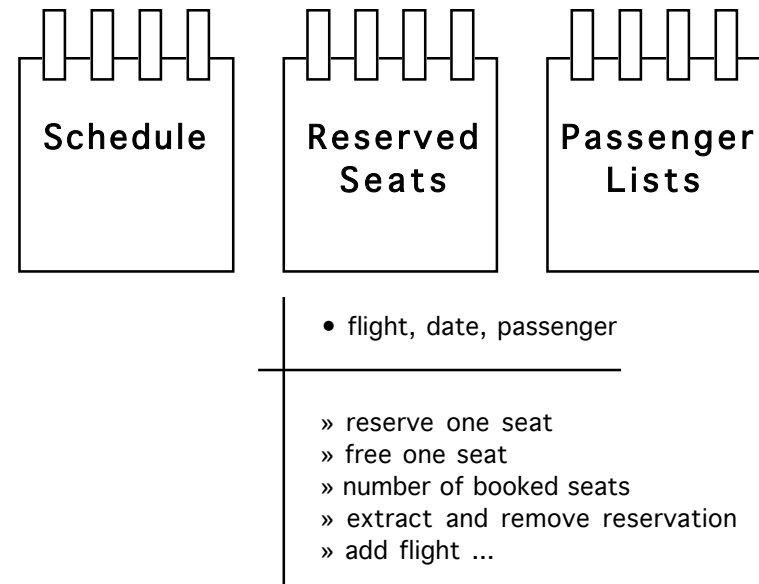 Schedule
Reserved
Seats
Passenger
Lists
• flight, date, passenger
» reserve one seat
» free one seat
» number of booked seats
» extract and remove reservation
» add flight ...